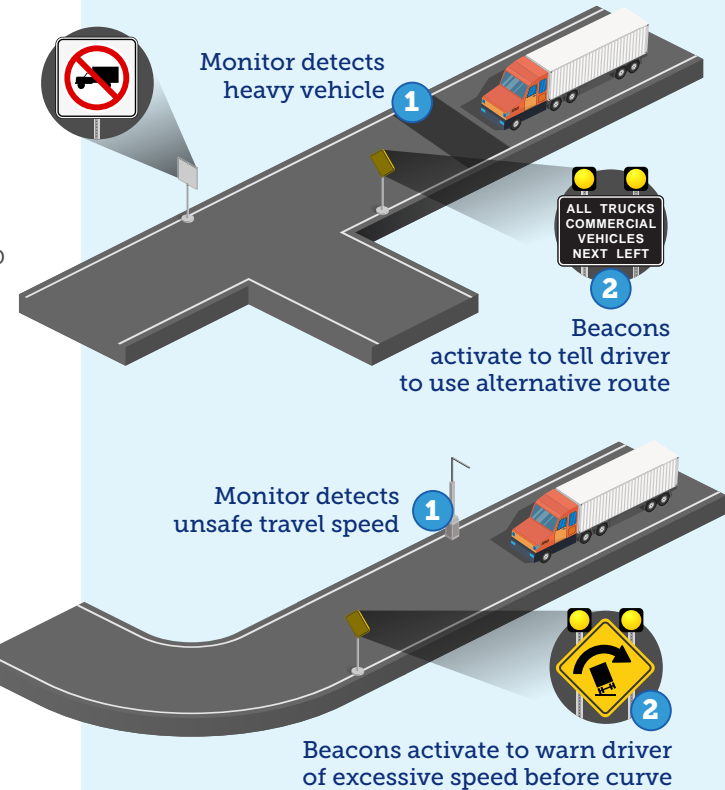 Monitor detects
heavy vehicle
1
ALL TRUCKS
COMMERCIAL
VEHICLES
NEXT LEFT
2
Beacons
activate to tell driver
to use alternative route
Monitor detects
unsafe travel speed
1
2
Beacons activate to warn driver
of excessive speed before curve